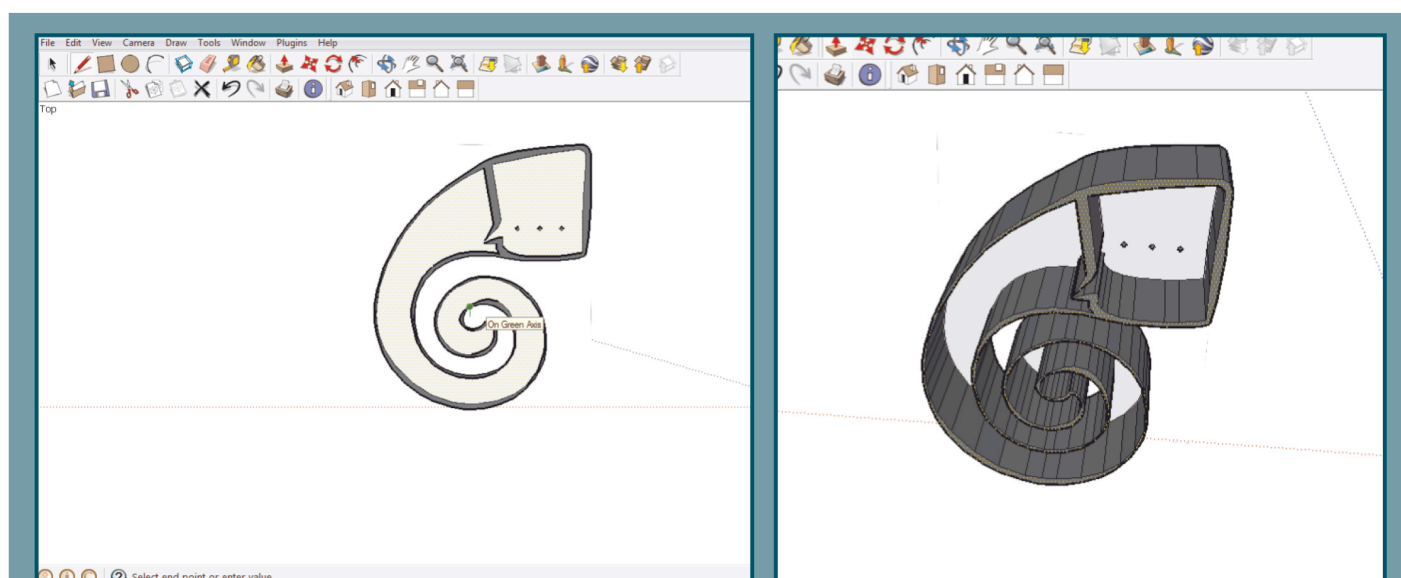 File Edit View Camera Draw Tools Window Plugins Help
Top
On Green Axis
Select end point or enter value